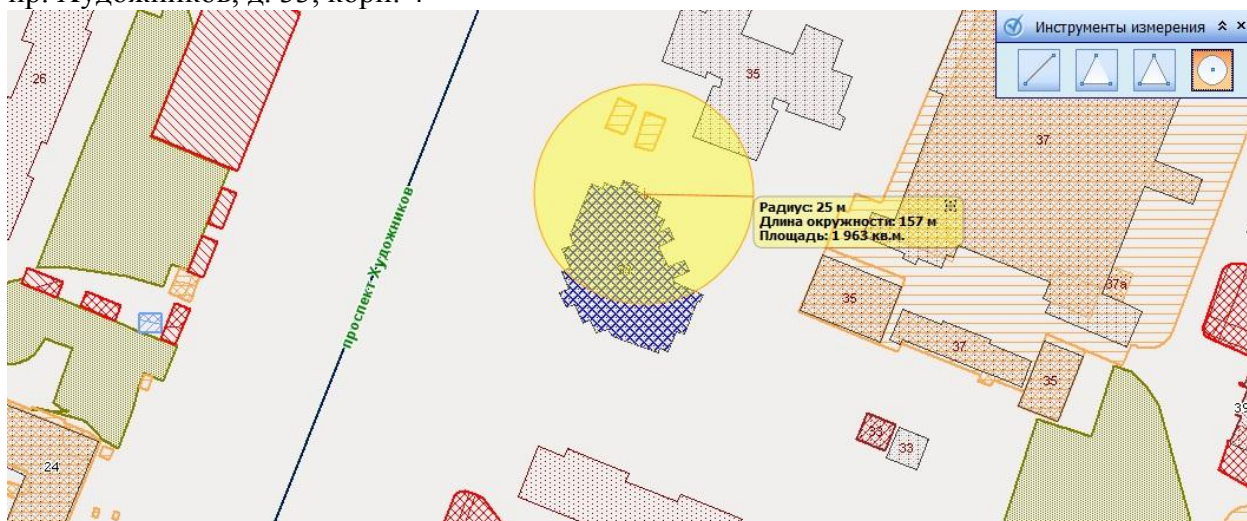 пр. Художников, д. 33, корп. 4
Инструменты измерения
26
35
37
проспект Художников
Радиус: 25 м
Длина окружности: 157 м
Площадь: 1 963 кв.м.
37а
35
37
35
33
33
39
24